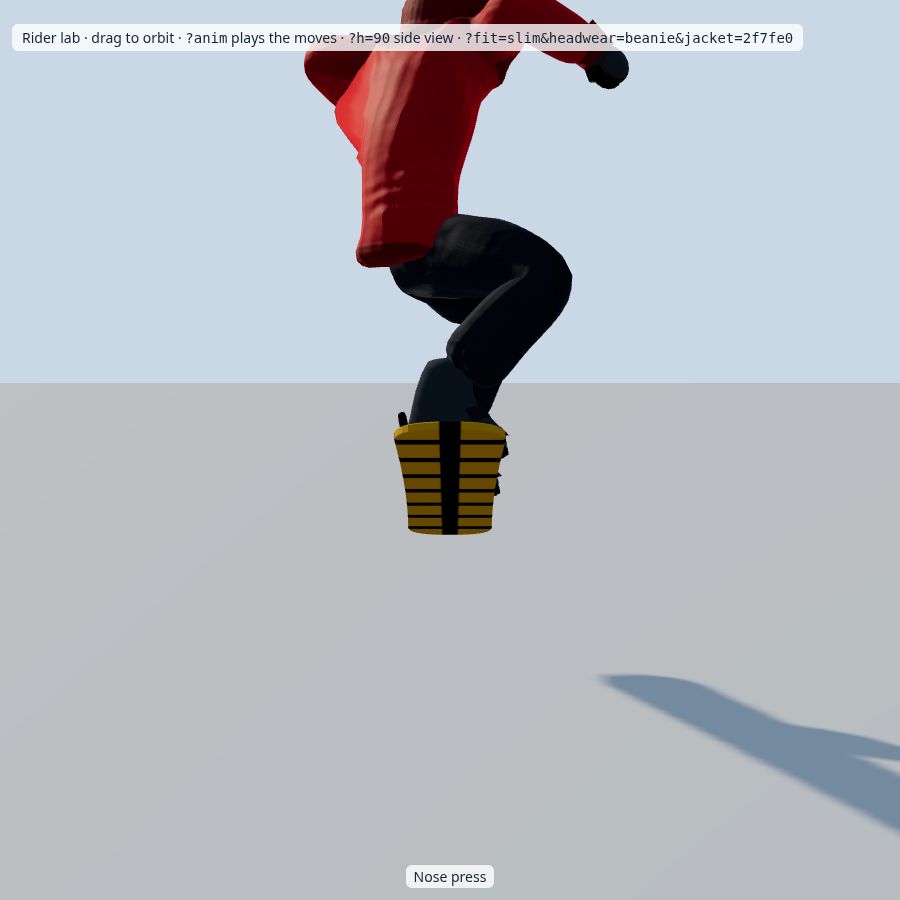 Rider lab · drag to orbit · ?anim plays the moves · ?h=90 side view · ?fit=slim&headwear=beanie&jacket=2f7fe0
Nose press